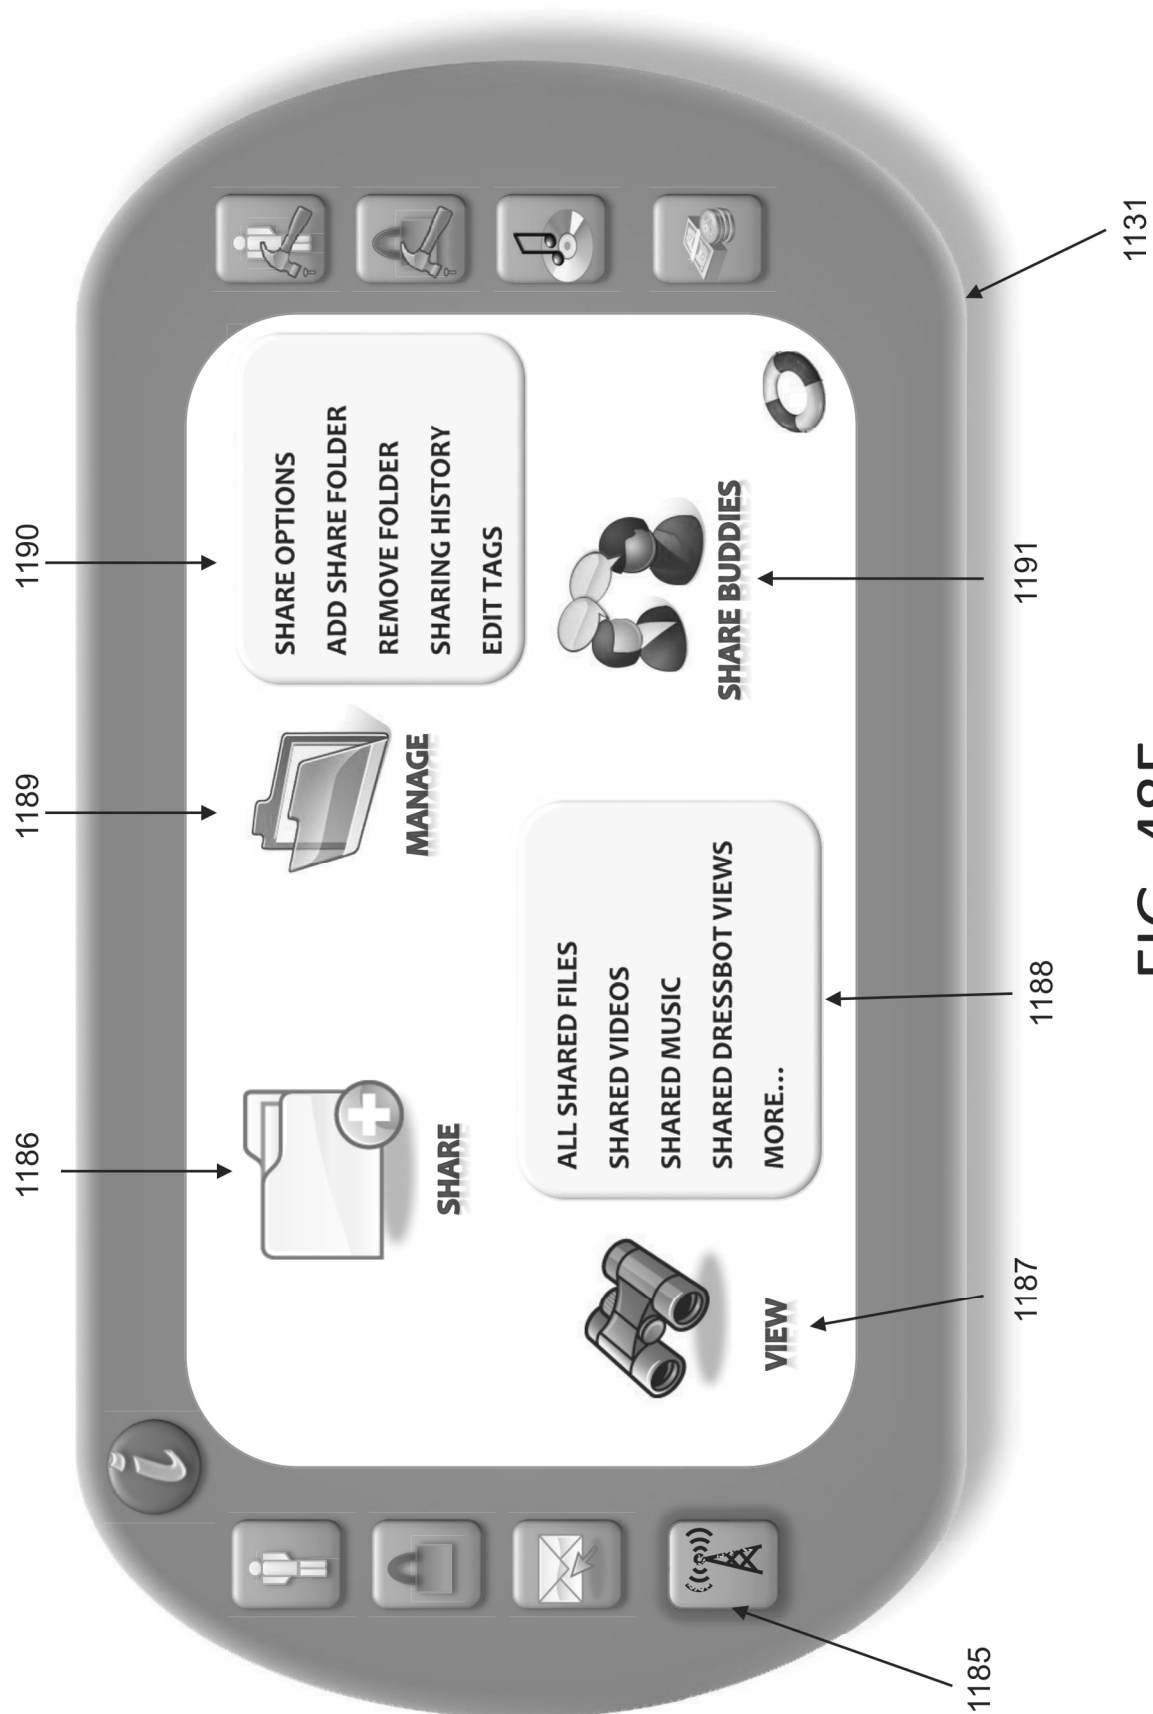 1186
1189
1190
i
SHARE
MANAGE
SHARE OPTIONS
ADD SHARE FOLDER
REMOVE FOLDER
SHARING HISTORY
EDIT TAGS
VIEW
ALL SHARED FILES
SHARED VIDEOS
SHARED MUSIC
SHARED DRESSBOT VIEWS
MORE...
SHARE BUDDIES
1185
1187
1188
1191
1131
FIG